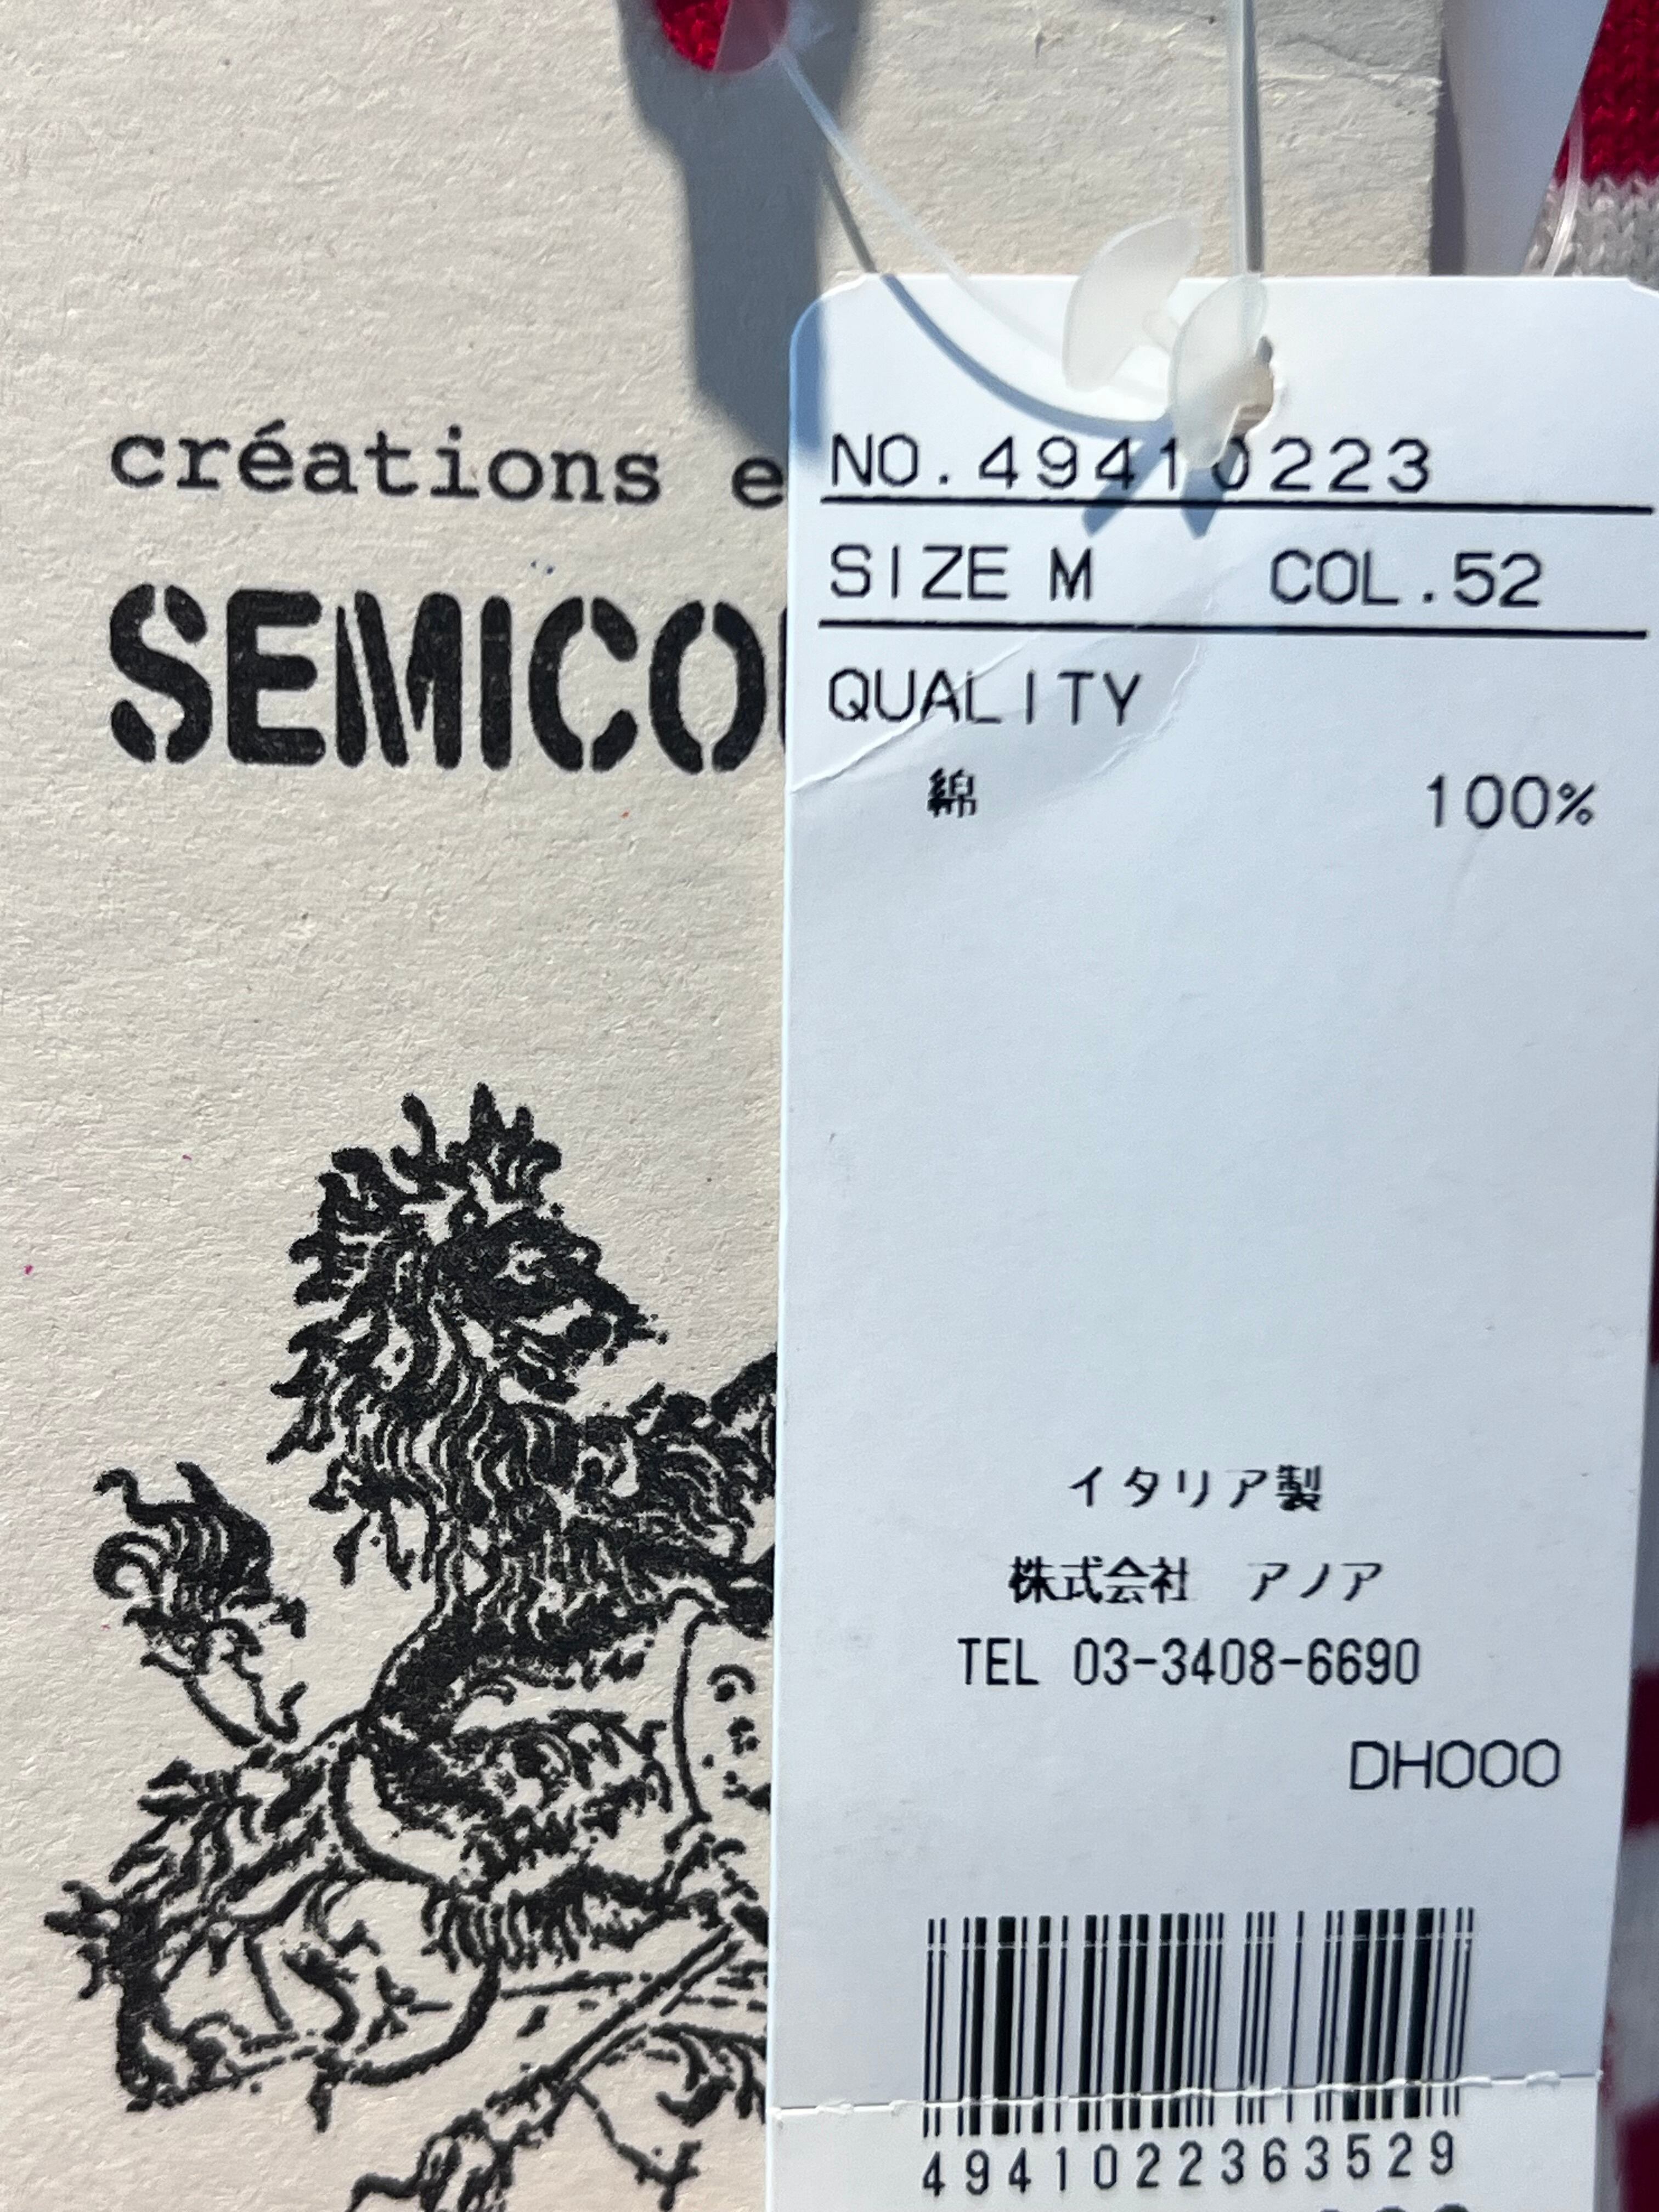 créations e
SEMICO
NO.49410223
SIZE M COL.52
QUALITY
綿 100%
イタリア製
株式会社 アノア
TEL 03-3408-6690
DH000
4941022363529